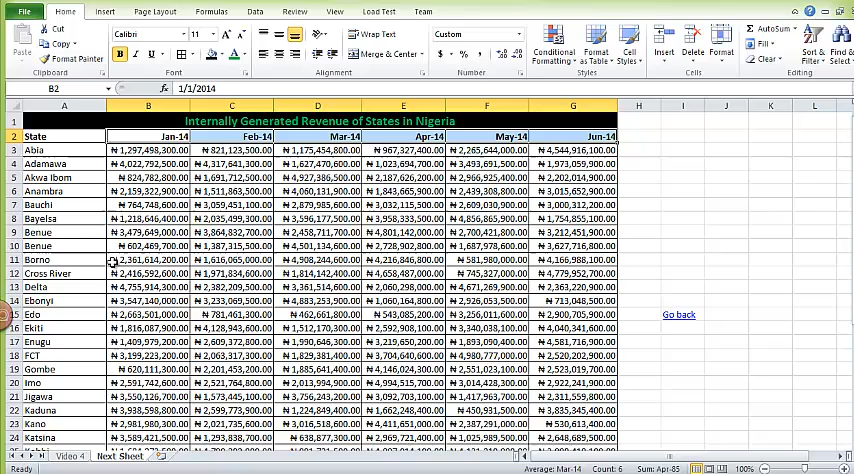 File Home Insert Page Layout Formulas Data Review View Load Test Team
Paste Cut Copy Format Painter Calibri 11 Wrap Text Merge & Center Custom Conditional Formatting Format as Table Cell Styles Insert Delete Format AutoSum Fill Clear Sort & Filter Find & Select
Clipboard Font Alignment Number Styles Cells Editing
B2 fx 1/1/2014
A B C D E F G H I J K L
1 Internally Generated Revenue of States in Nigeria
2 State Jan-14 Feb-14 Mar-14 Apr-14 May-14 Jun-14
3 Abia ₦ 1,297,498,300.00 ₦ 821,123,500.00 ₦ 1,175,454,800.00 ₦ 967,327,400.00 ₦ 2,265,644,000.00 ₦ 4,544,916,100.00
4 Adamawa ₦ 4,022,792,500.00 ₦ 4,317,641,300.00 ₦ 1,627,470,600.00 ₦ 1,023,694,700.00 ₦ 3,493,691,500.00 ₦ 1,973,059,900.00
5 Akwa Ibom ₦ 824,782,800.00 ₦ 1,691,712,500.00 ₦ 4,927,386,500.00 ₦ 2,187,626,200.00 ₦ 2,966,925,400.00 ₦ 2,202,014,900.00
6 Anambra ₦ 2,159,322,900.00 ₦ 1,511,863,500.00 ₦ 4,060,131,900.00 ₦ 1,843,665,900.00 ₦ 2,439,308,800.00 ₦ 3,015,652,900.00
7 Bauchi ₦ 764,748,600.00 ₦ 3,059,451,100.00 ₦ 2,879,985,600.00 ₦ 3,032,115,500.00 ₦ 2,609,030,900.00 ₦ 3,000,312,200.00
8 Bayelsa ₦ 1,218,646,400.00 ₦ 2,035,499,300.00 ₦ 3,596,177,500.00 ₦ 3,958,333,500.00 ₦ 4,856,865,900.00 ₦ 1,754,855,100.00
9 Benue ₦ 3,479,649,000.00 ₦ 3,864,832,700.00 ₦ 2,458,711,700.00 ₦ 4,801,142,000.00 ₦ 2,700,421,800.00 ₦ 3,212,451,900.00
10 Benue ₦ 602,469,700.00 ₦ 1,387,315,500.00 ₦ 4,501,134,600.00 ₦ 2,728,902,800.00 ₦ 1,687,978,600.00 ₦ 3,627,716,800.00
11 Borno 2,361,614,200.00 ₦ 1,616,065,000.00 ₦ 4,908,244,600.00 ₦ 4,216,846,800.00 ₦ 581,980,000.00 ₦ 4,166,988,100.00
12 Cross River ₦ 2,416,592,600.00 ₦ 1,971,834,600.00 ₦ 1,814,142,400.00 ₦ 4,658,487,000.00 ₦ 745,327,000.00 ₦ 4,779,952,700.00
13 Delta ₦ 4,755,914,300.00 ₦ 2,382,209,500.00 ₦ 3,361,514,600.00 ₦ 2,060,298,000.00 ₦ 4,671,269,900.00 ₦ 2,363,220,900.00
14 Ebonyi ₦ 3,547,140,000.00 ₦ 3,233,069,500.00 ₦ 4,883,253,900.00 ₦ 1,060,164,800.00 ₦ 2,926,053,500.00 ₦ 713,048,500.00
15 Edo ₦ 2,663,501,000.00 ₦ 781,461,300.00 ₦ 462,661,800.00 ₦ 543,085,200.00 ₦ 3,256,011,600.00 ₦ 2,900,705,900.00 Go back
16 Ekiti ₦ 1,816,087,900.00 ₦ 4,128,943,600.00 ₦ 1,512,170,300.00 ₦ 2,592,908,100.00 ₦ 3,340,038,100.00 ₦ 4,040,341,600.00
17 Enugu ₦ 1,409,979,200.00 ₦ 2,609,372,800.00 ₦ 1,990,646,300.00 ₦ 3,219,650,200.00 ₦ 1,893,090,400.00 ₦ 4,581,716,900.00
18 FCT ₦ 3,199,223,200.00 ₦ 2,063,317,300.00 ₦ 1,829,381,400.00 ₦ 3,704,640,600.00 ₦ 4,980,777,000.00 ₦ 2,520,202,900.00
19 Gombe ₦ 620,111,300.00 ₦ 2,201,453,200.00 ₦ 1,885,641,400.00 ₦ 4,146,024,300.00 ₦ 2,551,023,100.00 ₦ 2,523,019,700.00
20 Imo ₦ 2,591,742,600.00 ₦ 2,521,764,800.00 ₦ 2,013,994,900.00 ₦ 4,994,515,700.00 ₦ 3,014,428,300.00 ₦ 2,922,241,900.00
21 Jigawa ₦ 3,550,126,700.00 ₦ 1,573,445,100.00 ₦ 3,756,243,200.00 ₦ 3,092,703,100.00 ₦ 1,417,963,700.00 ₦ 2,311,559,800.00
22 Kaduna ₦ 3,938,598,800.00 ₦ 2,599,773,900.00 ₦ 1,224,849,400.00 ₦ 1,662,248,400.00 ₦ 450,931,500.00 ₦ 3,835,345,400.00
23 Kano ₦ 2,981,980,300.00 ₦ 2,021,735,600.00 ₦ 3,016,518,600.00 ₦ 4,411,651,000.00 ₦ 2,387,291,000.00 ₦ 530,613,400.00
24 Katsina ₦ 3,589,421,500.00 ₦ 1,293,838,700.00 ₦ 638,877,300.00 ₦ 2,969,721,400.00 ₦ 1,025,989,500.00 ₦ 2,648,689,500.00
Video 4 Next Sheet
Ready Average: Mar-14 Count: 6 Sum: Apr-85 100%